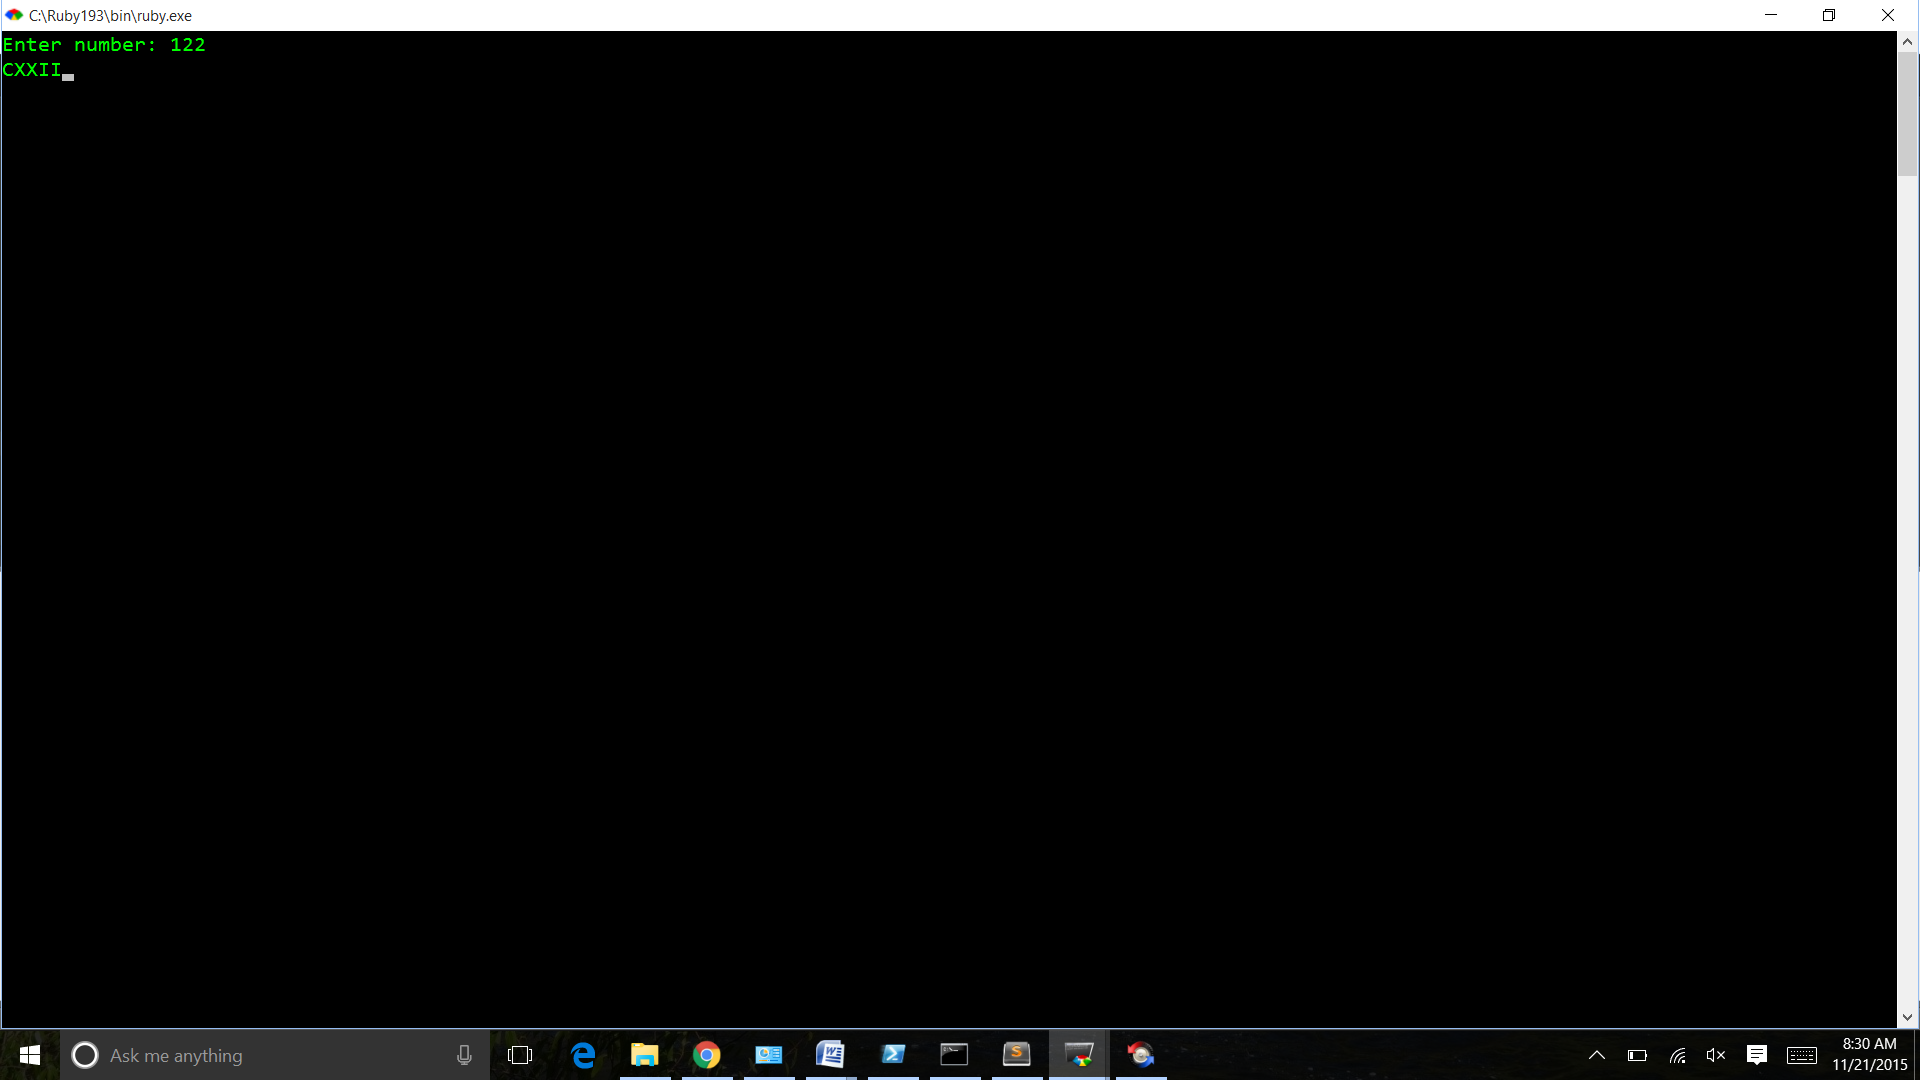 C:\Ruby193\bin\ruby.exe
Enter number: 122
CXXII
Ask me anything
8:30 AM
11/21/2015